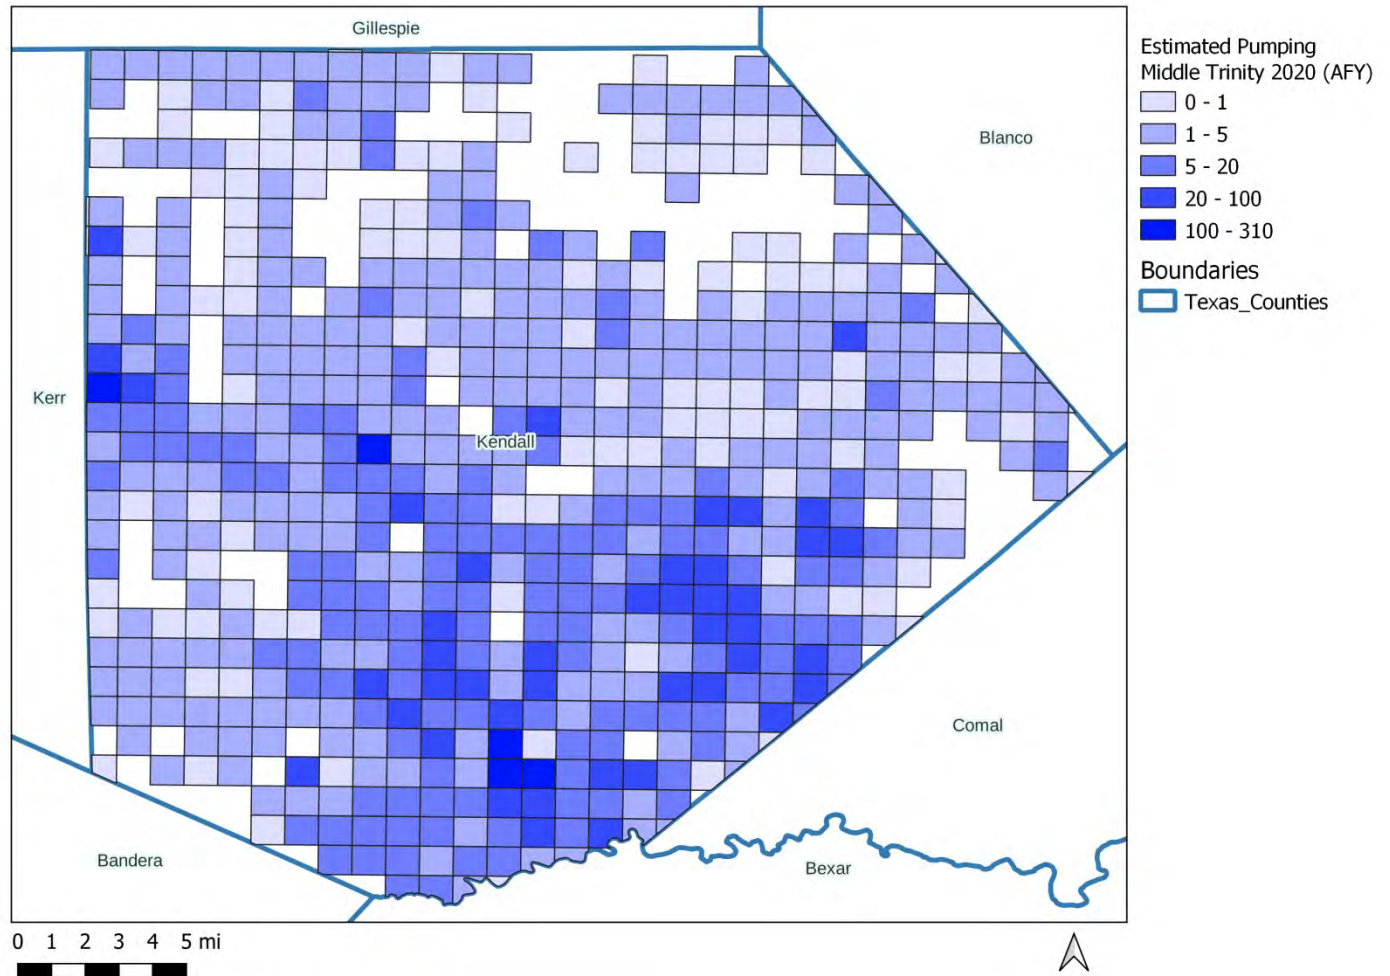 Gillespie
Estimated Pumping
Middle Trinity 2020 (AFY)
0 - 1
1 - 5
5 - 20
20 - 100
100 - 310
Boundaries
Texas_Counties
Blanco
Kerr
Kendall
Comal
Bandera
Bexar
0 1 2 3 4 5 mi